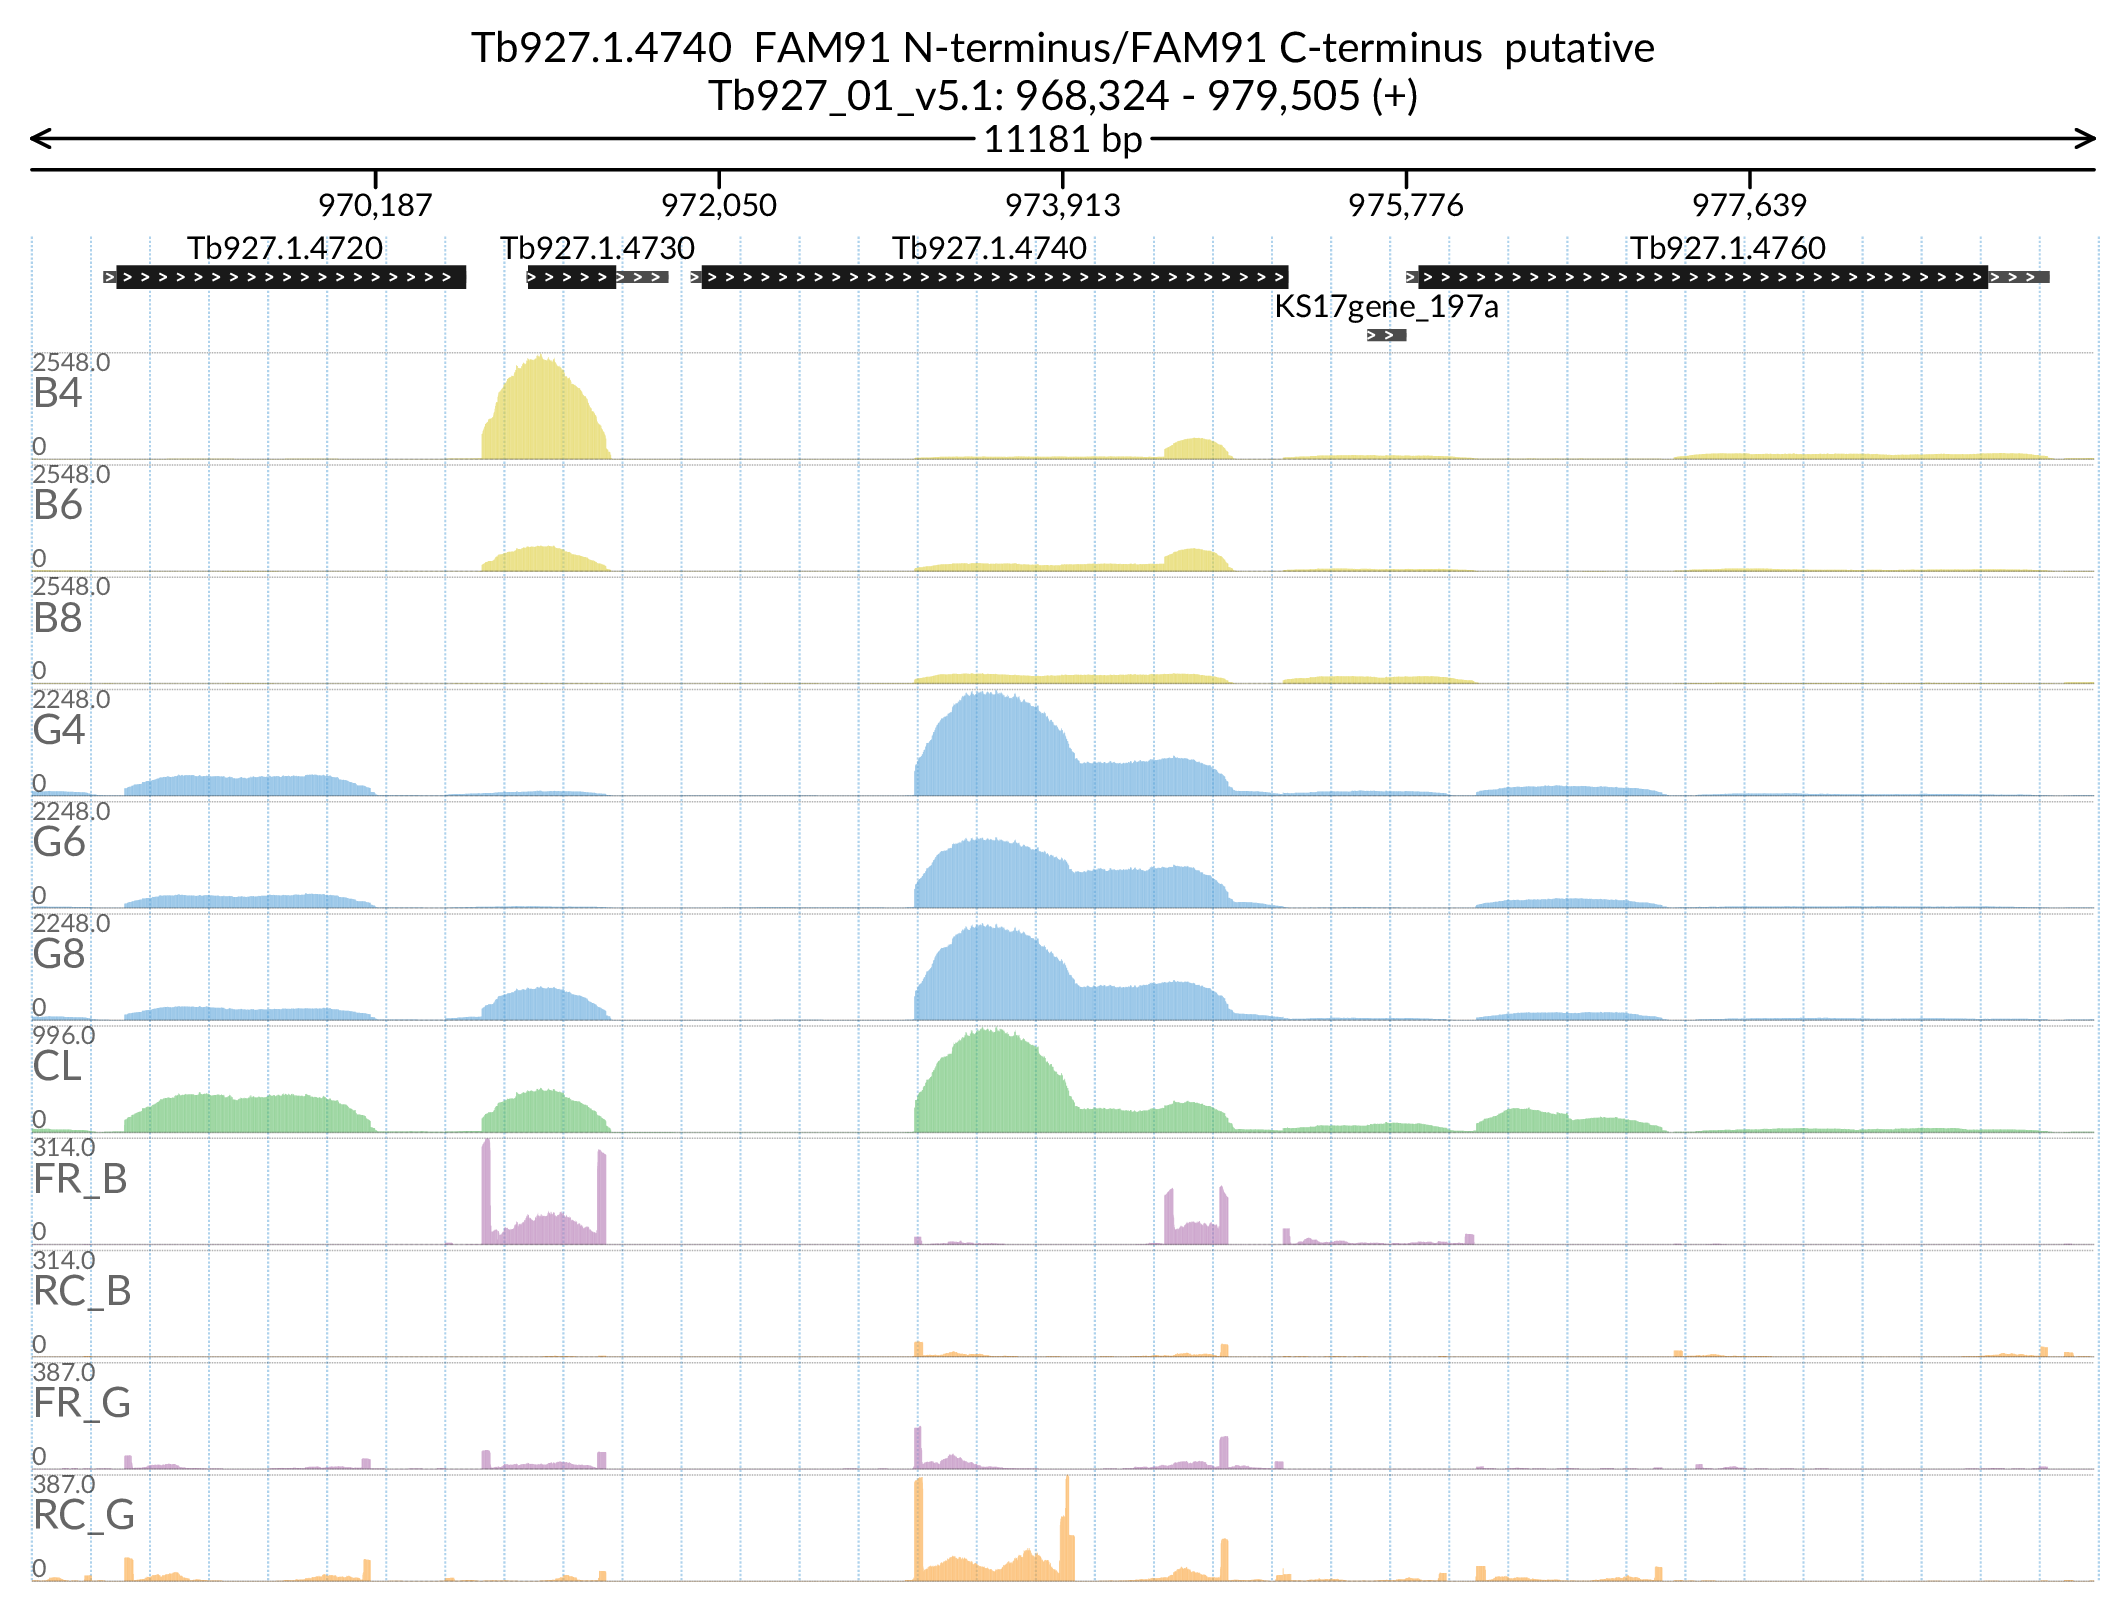 Tb927.1.4740  FAM91 N-terminus/FAM91 C-terminus  putative
Tb927_01_v5.1: 968,324 - 979,505 (+)
11181 bp
970,187 972,050 973,913 975,776 977,639
Tb927.1.4720 Tb927.1.4730 Tb927.1.4740 Tb927.1.4760
KS17gene_197a
2548.0
B4
0
2548.0
B6
0
2548.0
B8
0
2248.0
G4
0
2248.0
G6
0
2248.0
G8
0
996.0
CL
0
314.0
FR_B
0
314.0
RC_B
0
387.0
FR_G
0
387.0
RC_G
0